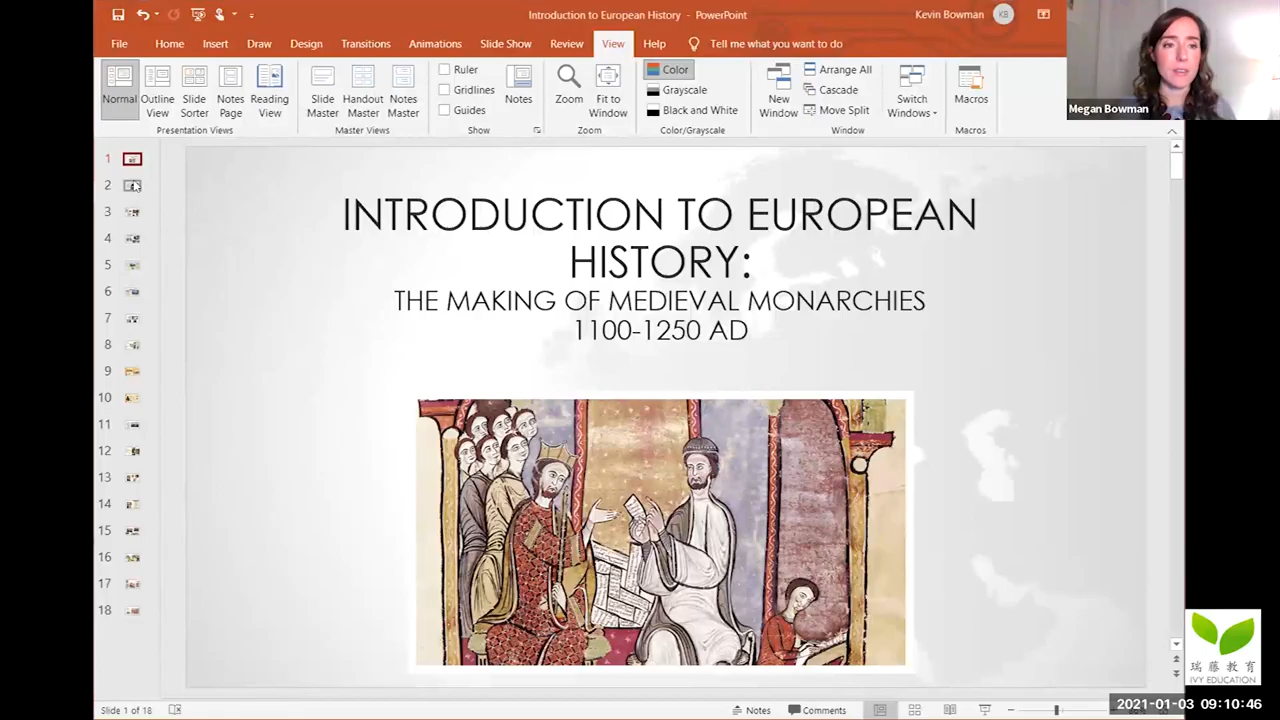 Introduction to European History - PowerPoint
Kevin Bowman
KB
File
Home
Insert
Draw
Design
Transitions
Animations
Slide Show
Review
View
Help
Tell me what you want to do
Normal
Outline View
Slide Sorter
Notes Page
Reading View
Presentation Views
Slide Master
Handout Master
Notes Master
Master Views
Ruler
Gridlines
Guides
Show
Notes
Zoom
Fit to Window
Zoom
Color
Grayscale
Black and White
Color/Grayscale
New Window
Arrange All
Cascade
Move Split
Window
Switch Windows
Macros
Macros
Megan Bowman
1
2
3
4
5
6
7
8
9
10
11
12
13
14
15
16
17
18
INTRODUCTION TO EUROPEAN
HISTORY:
THE MAKING OF MEDIEVAL MONARCHIES
1100-1250 AD
瑞藤教育
IVY EDUCATION
Slide 1 of 18
Notes
Comments
2021-01-03 09:10:46